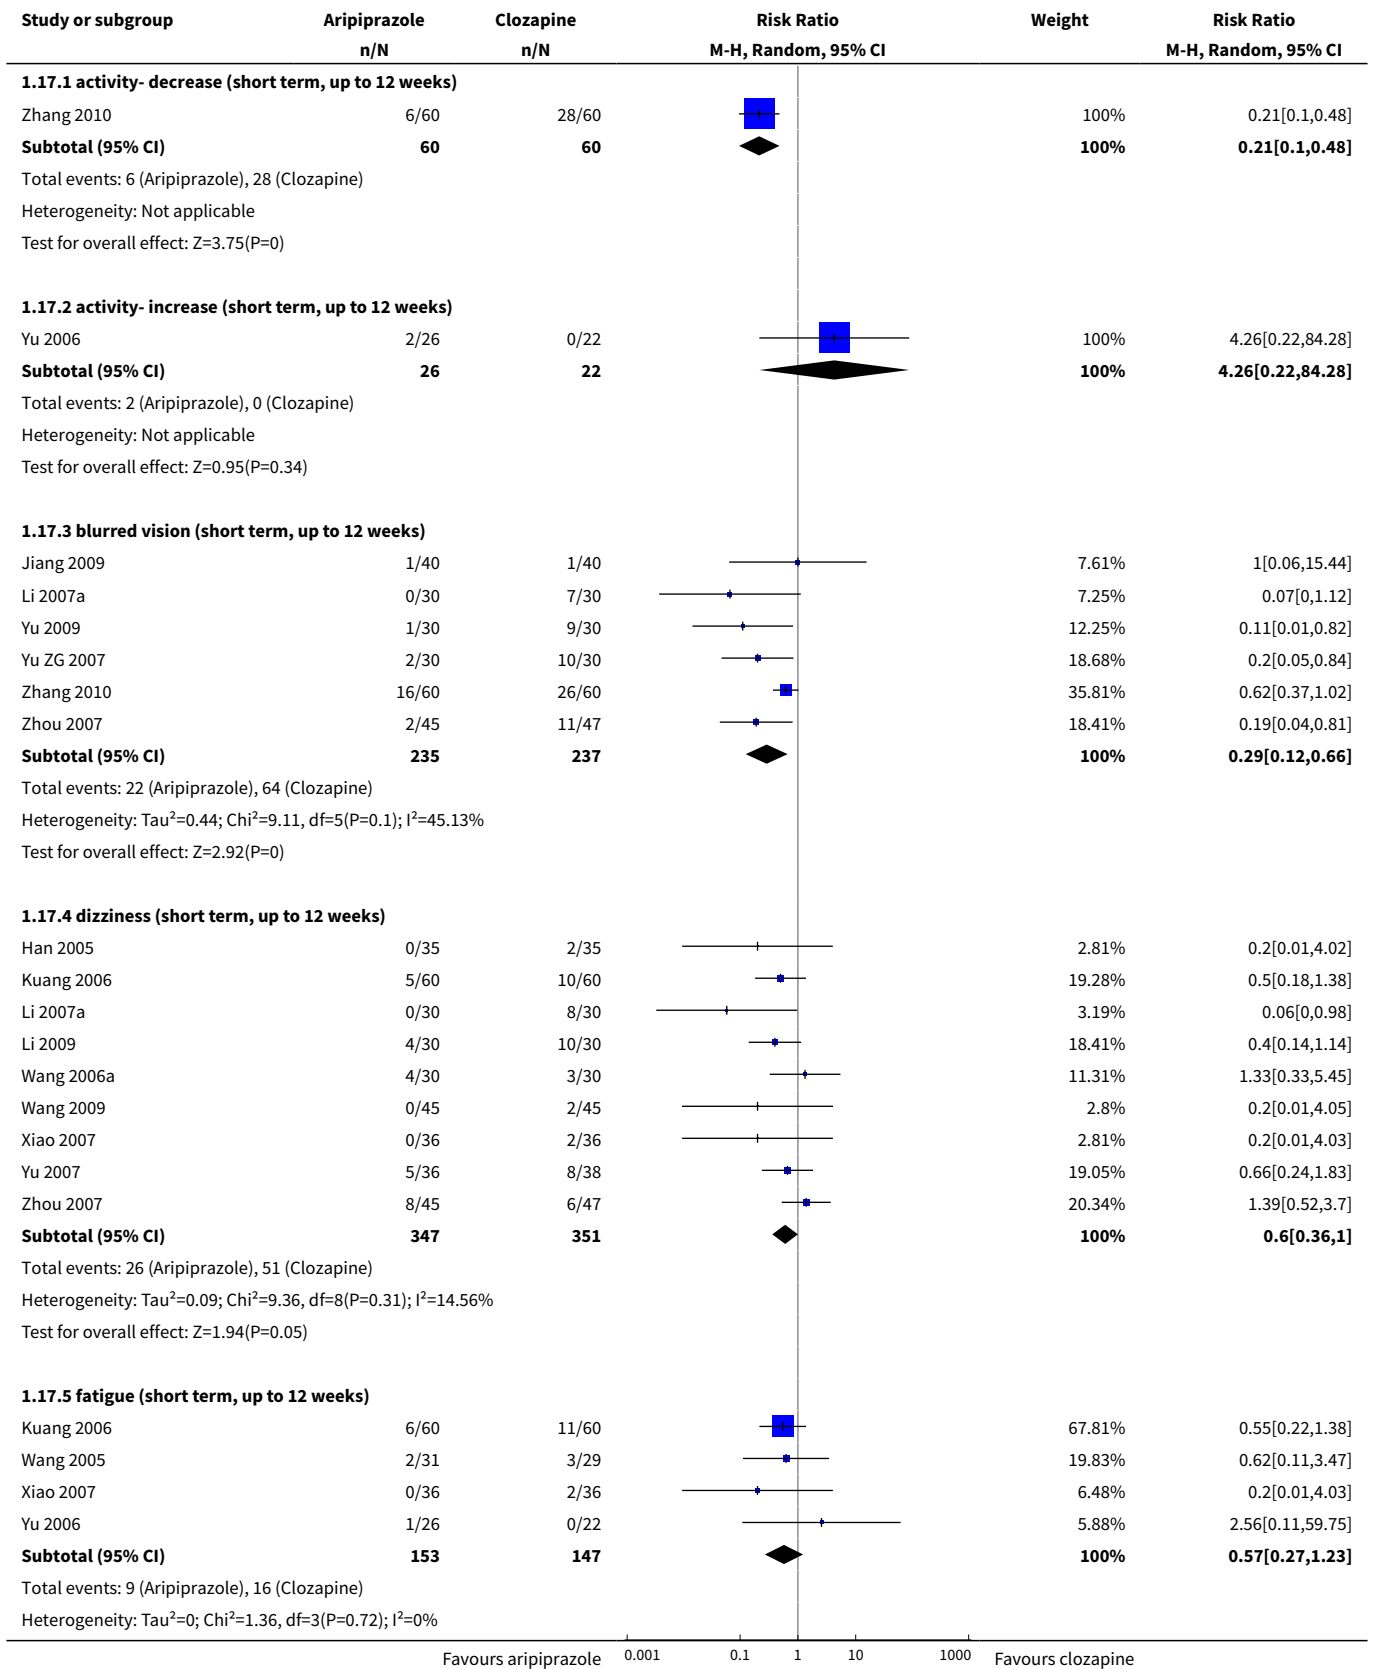 Study or subgroup Aripiprazole Clozapine Risk Ratio Weight Risk Ratio
n/N n/N M-H, Random, 95% CI M-H, Random, 95% CI
1.17.1 activity- decrease (short term, up to 12 weeks)
Zhang 2010 6/60 28/60 100% 0.21[0.1,0.48]
Subtotal (95% CI) 60 60 100% 0.21[0.1,0.48]
Total events: 6 (Aripiprazole), 28 (Clozapine)
Heterogeneity: Not applicable
Test for overall effect: Z=3.75(P=0)
1.17.2 activity- increase (short term, up to 12 weeks)
Yu 2006 2/26 0/22 100% 4.26[0.22,84.28]
Subtotal (95% CI) 26 22 100% 4.26[0.22,84.28]
Total events: 2 (Aripiprazole), 0 (Clozapine)
Heterogeneity: Not applicable
Test for overall effect: Z=0.95(P=0.34)
1.17.3 blurred vision (short term, up to 12 weeks)
Jiang 2009 1/40 1/40 7.61% 1[0.06,15.44]
Li 2007a 0/30 7/30 7.25% 0.07[0,1.12]
Yu 2009 1/30 9/30 12.25% 0.11[0.01,0.82]
Yu ZG 2007 2/30 10/30 18.68% 0.2[0.05,0.84]
Zhang 2010 16/60 26/60 35.81% 0.62[0.37,1.02]
Zhou 2007 2/45 11/47 18.41% 0.19[0.04,0.81]
Subtotal (95% CI) 235 237 100% 0.29[0.12,0.66]
Total events: 22 (Aripiprazole), 64 (Clozapine)
Heterogeneity: Tau²=0.44; Chi²=9.11, df=5(P=0.1); I²=45.13%
Test for overall effect: Z=2.92(P=0)
1.17.4 dizziness (short term, up to 12 weeks)
Han 2005 0/35 2/35 2.81% 0.2[0.01,4.02]
Kuang 2006 5/60 10/60 19.28% 0.5[0.18,1.38]
Li 2007a 0/30 8/30 3.19% 0.06[0,0.98]
Li 2009 4/30 10/30 18.41% 0.4[0.14,1.14]
Wang 2006a 4/30 3/30 11.31% 1.33[0.33,5.45]
Wang 2009 0/45 2/45 2.8% 0.2[0.01,4.05]
Xiao 2007 0/36 2/36 2.81% 0.2[0.01,4.03]
Yu 2007 5/36 8/38 19.05% 0.66[0.24,1.83]
Zhou 2007 8/45 6/47 20.34% 1.39[0.52,3.7]
Subtotal (95% CI) 347 351 100% 0.6[0.36,1]
Total events: 26 (Aripiprazole), 51 (Clozapine)
Heterogeneity: Tau²=0.09; Chi²=9.36, df=8(P=0.31); I²=14.56%
Test for overall effect: Z=1.94(P=0.05)
1.17.5 fatigue (short term, up to 12 weeks)
Kuang 2006 6/60 11/60 67.81% 0.55[0.22,1.38]
Wang 2005 2/31 3/29 19.83% 0.62[0.11,3.47]
Xiao 2007 0/36 2/36 6.48% 0.2[0.01,4.03]
Yu 2006 1/26 0/22 5.88% 2.56[0.11,59.75]
Subtotal (95% CI) 153 147 100% 0.57[0.27,1.23]
Total events: 9 (Aripiprazole), 16 (Clozapine)
Heterogeneity: Tau²=0; Chi²=1.36, df=3(P=0.72); I²=0%
Favours aripiprazole 0.001 0.1 1 10 1000 Favours clozapine